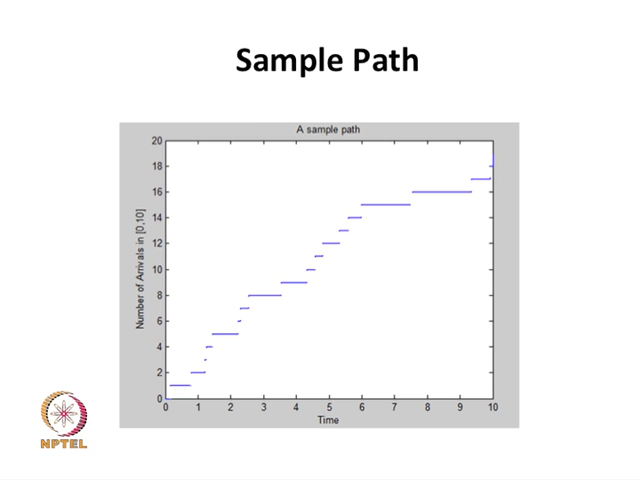 Sample Path
A sample path
20
18
16
14
12
10
8
6
4
2
0
Number of Arrivals in [0,10]
0 1 2 3 4 5 6 7 8 9 10
Time
NPTEL